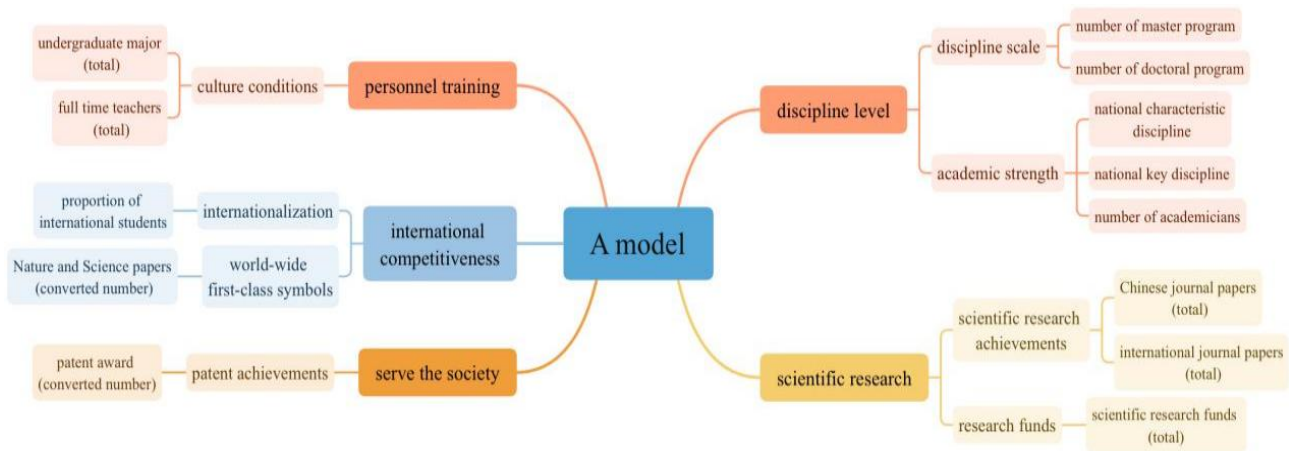 undergraduate major
(total)
full time teachers
(total)
culture conditions
personnel training
proportion of
international students
internationalization
Nature and Science papers
(converted number)
world-wide
first-class symbols
international
competitiveness
patent award
(converted number)
patent achievements
serve the society
A model
discipline level
discipline scale
number of master program
number of doctoral program
academic strength
national characteristic
discipline
national key discipline
number of academicians
scientific research
scientific research
achievements
Chinese journal papers
(total)
international journal papers
(total)
research funds
scientific research funds
(total)